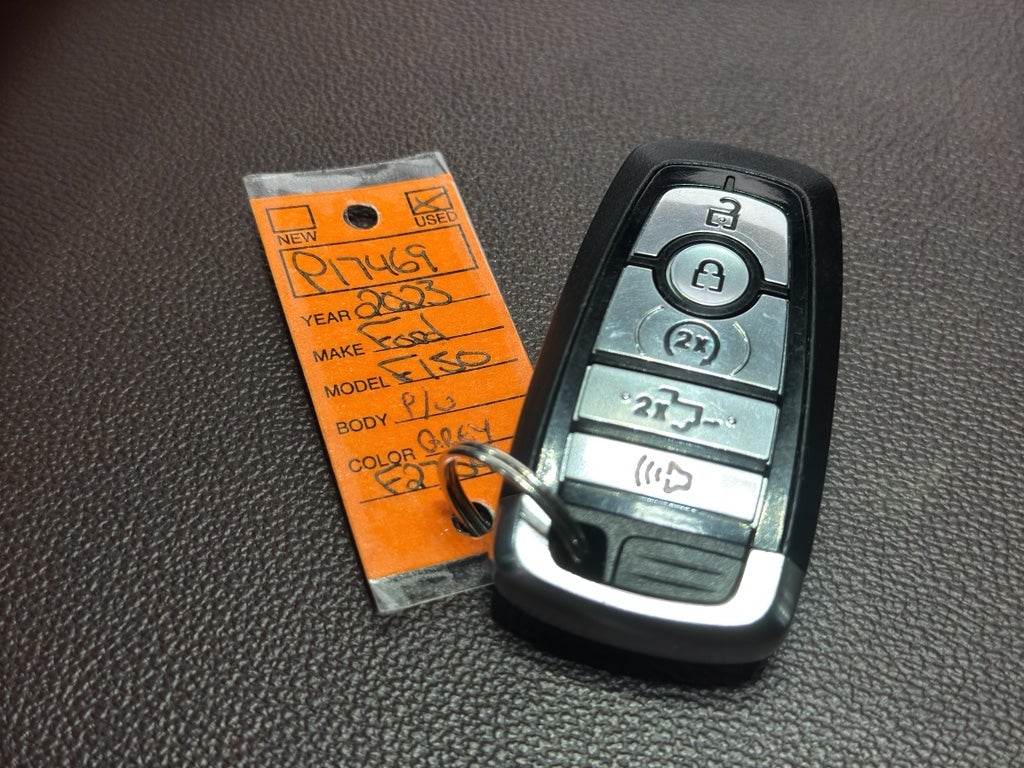 NEW USED
P17469
YEAR 2023
MAKE Ford
MODEL F150
BODY P/U
COLOR GREY
2x
2x